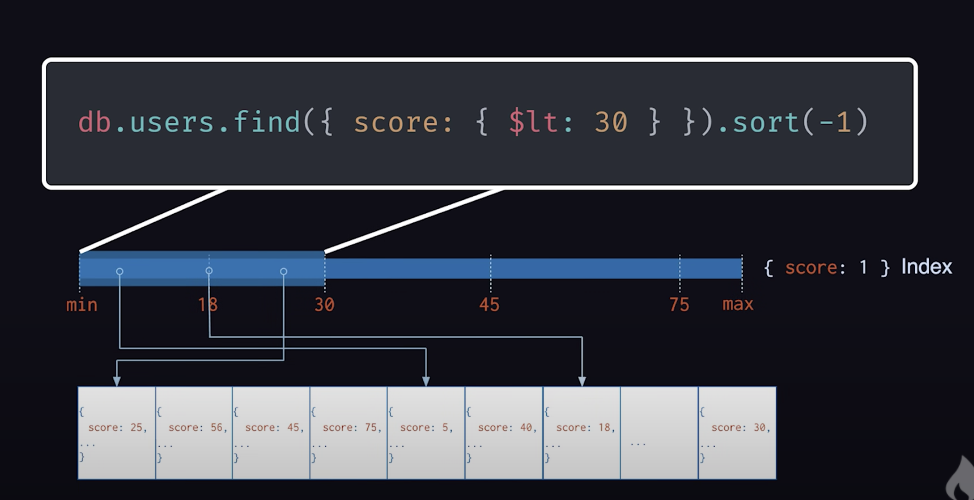 db.users.find({ score: { $lt: 30 } }).sort(-1)
{ score: 1 } Index
min 18 30 45 75 max
{
score: 25,
...
}
{
score: 56,
...
}
{
score: 45,
...
}
{
score: 75,
...
}
{
score: 5,
...
}
{
score: 40,
...
}
{
score: 18,
...
}
...
{
score: 30,
...
}